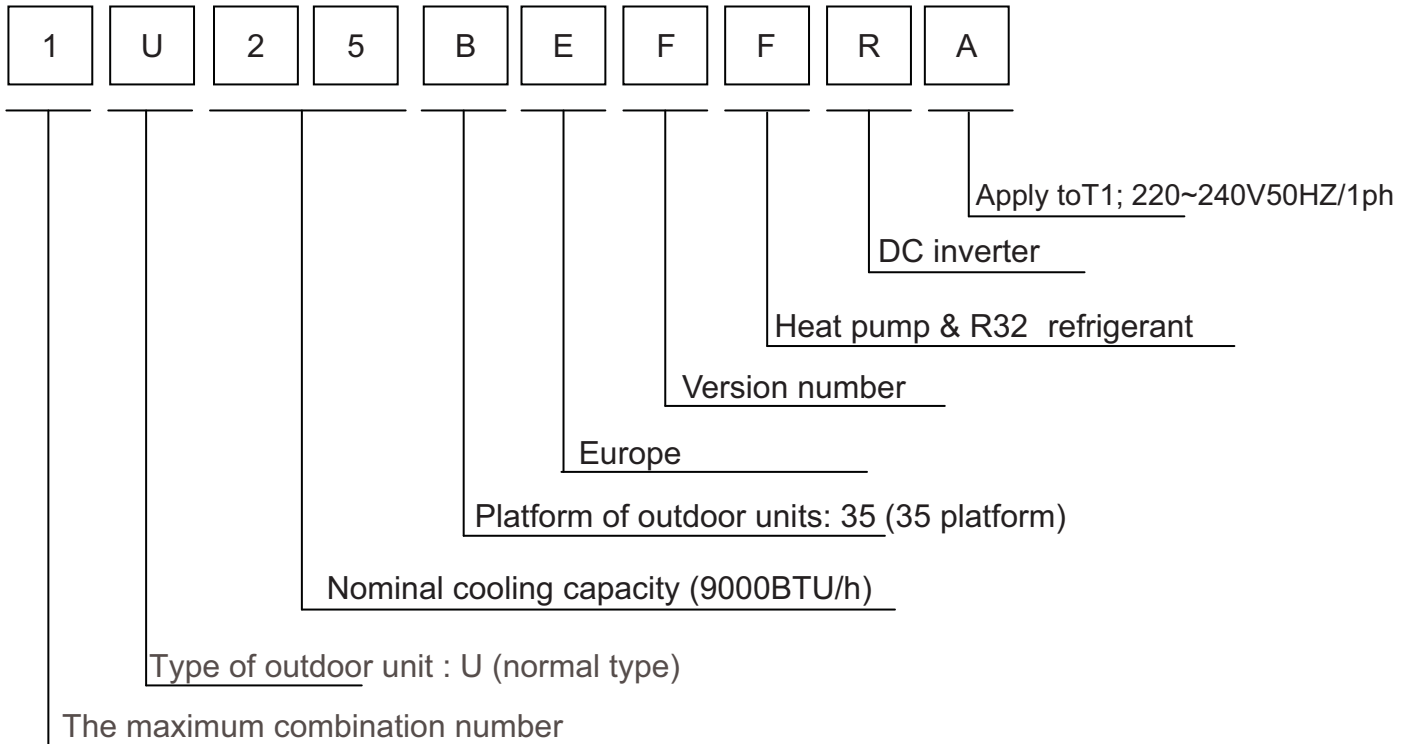 1 U 2 5 B E F F R A
Apply toT1; 220~240V50HZ/1ph
DC inverter
Heat pump & R32 refrigerant
Version number
Europe
Platform of outdoor units: 35 (35 platform)
Nominal cooling capacity (9000BTU/h)
Type of outdoor unit : U (normal type)
The maximum combination number